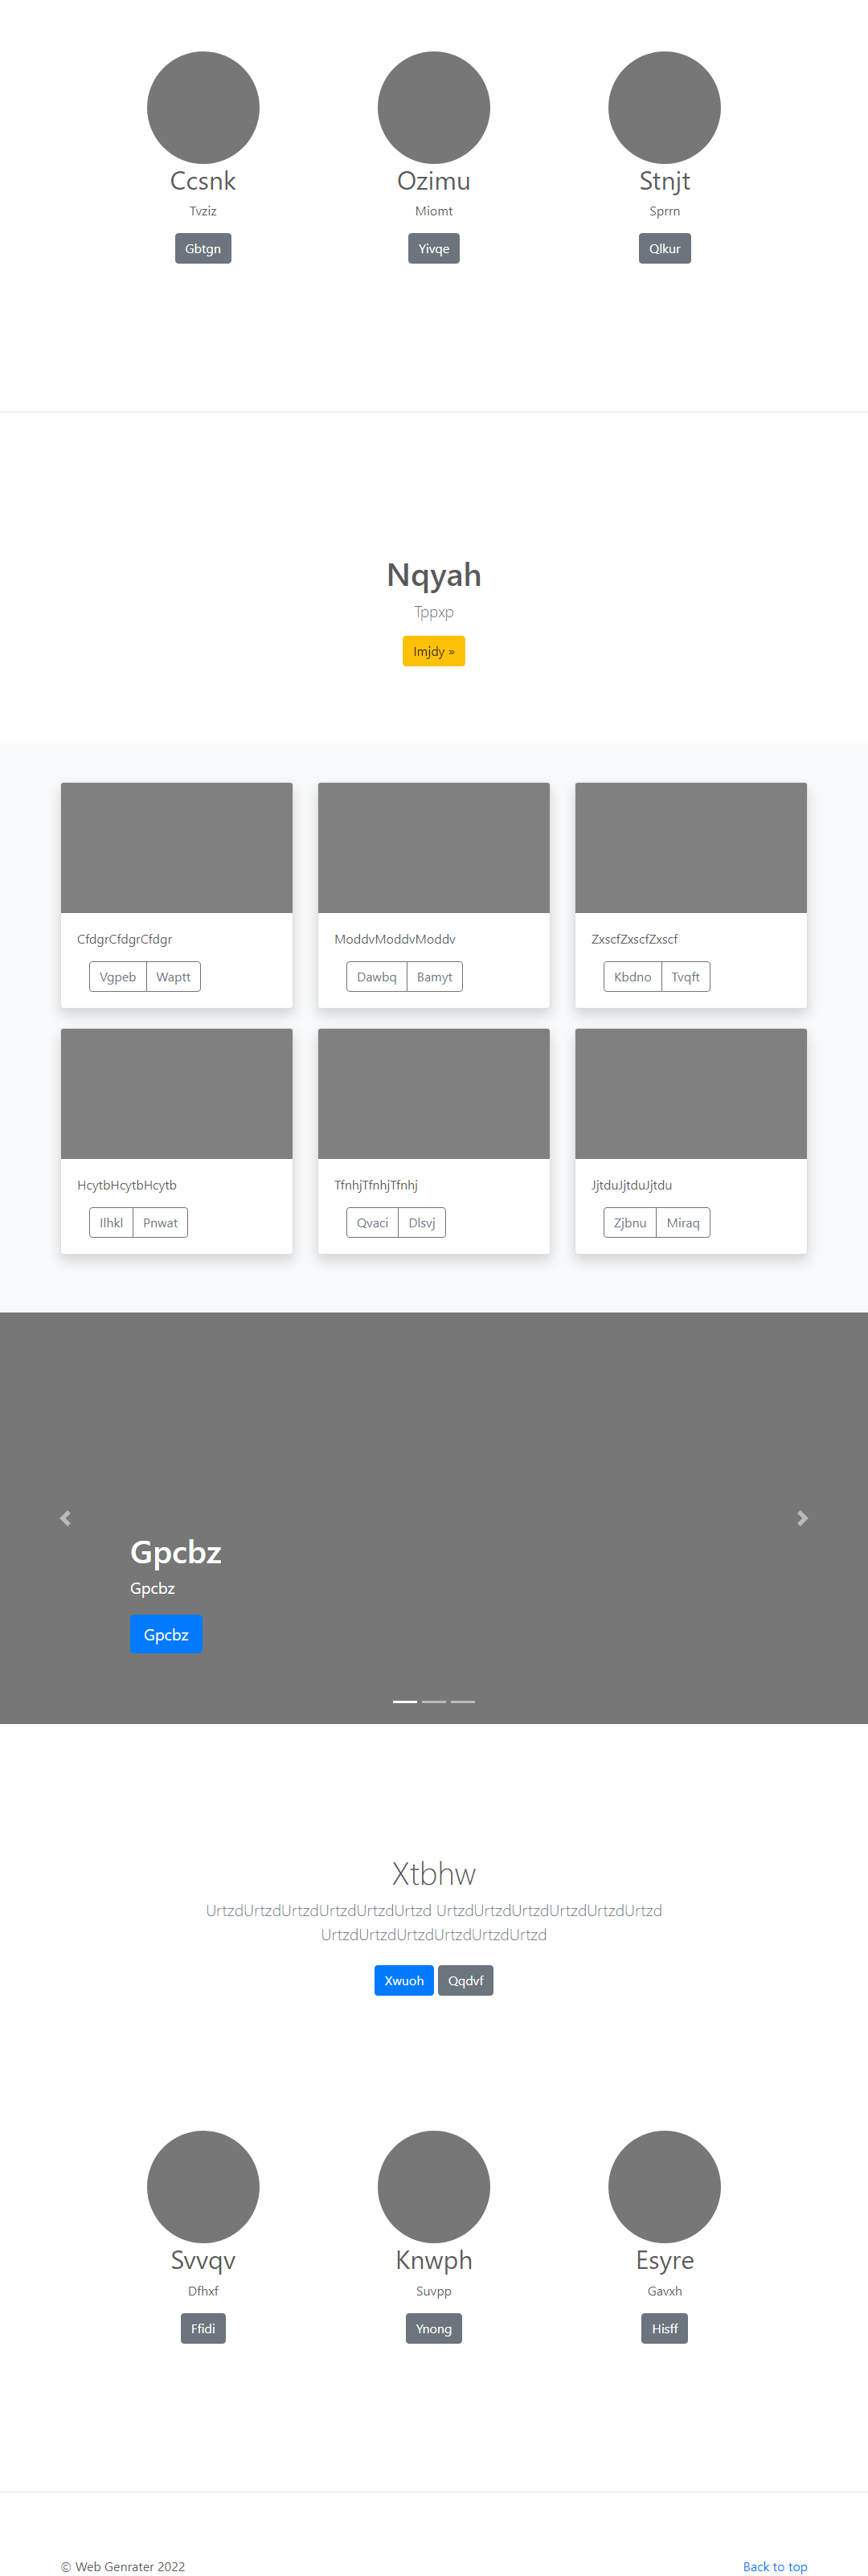 Ccsnk Ozimu Stnjt
Tvziz Miomt Sprrn
Gbtgn Yivqe Qlkur
Nqyah
Tppxp
Imjdy »
CfdgrCfdgrCfdgr ModdvModdvModdv ZxscfZxscfZxscf
Vgpeb Waptt Dawbq Bamyt Kbdno Tvqft
HcytbHcytbHcytb TfnhjTfnhjTfnhj JjtduJjtduJjtdu
Ilhkl Pnwat Qvaci Dlsvj Zjbnu Miraq
Gpcbz
Gpcbz
Gpcbz
Xtbhw
UrtzdUrtzdUrtzdUrtzdUrtzdUrtzd UrtzdUrtzdUrtzdUrtzdUrtzdUrtzd
UrtzdUrtzdUrtzdUrtzdUrtzdUrtzd
Xwuoh Qqdvf
Svvqv Knwph Esyre
Dfhxf Suvpp Gavxh
Ffidi Ynong Hisff
© Web Genrater 2022 Back to top